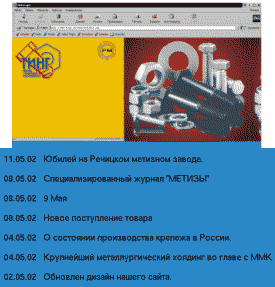 ТИНГ
11.05.02 Юбилей на Речицком метизном заводе.
08.05.02 Специализированный журнал "МЕТИЗЫ"
08.05.02 9 Мая
08.05.02 Новое поступление товара
04.05.02 О состоянии производства крепежа в России.
04.05.02 Крупнейший металлургический холдинг во главе с ММК
02.05.02 Обновлен дизайн нашего сайта.